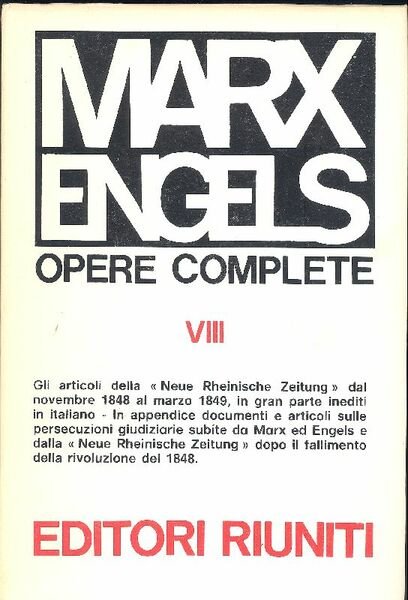 MARX
ENGELS
OPERE COMPLETE
VIII
Gli articoli della « Neue Rheinische Zeitung » dal
novembre 1848 al marzo 1849, in gran parte inediti
in italiano - In appendice documenti e articoli sulle
persecuzioni giudiziarie subite da Marx ed Engels e
dalla « Neue Rheinische Zeitung » dopo il fallimento
della rivoluzione del 1848.
EDITORI RIUNITI